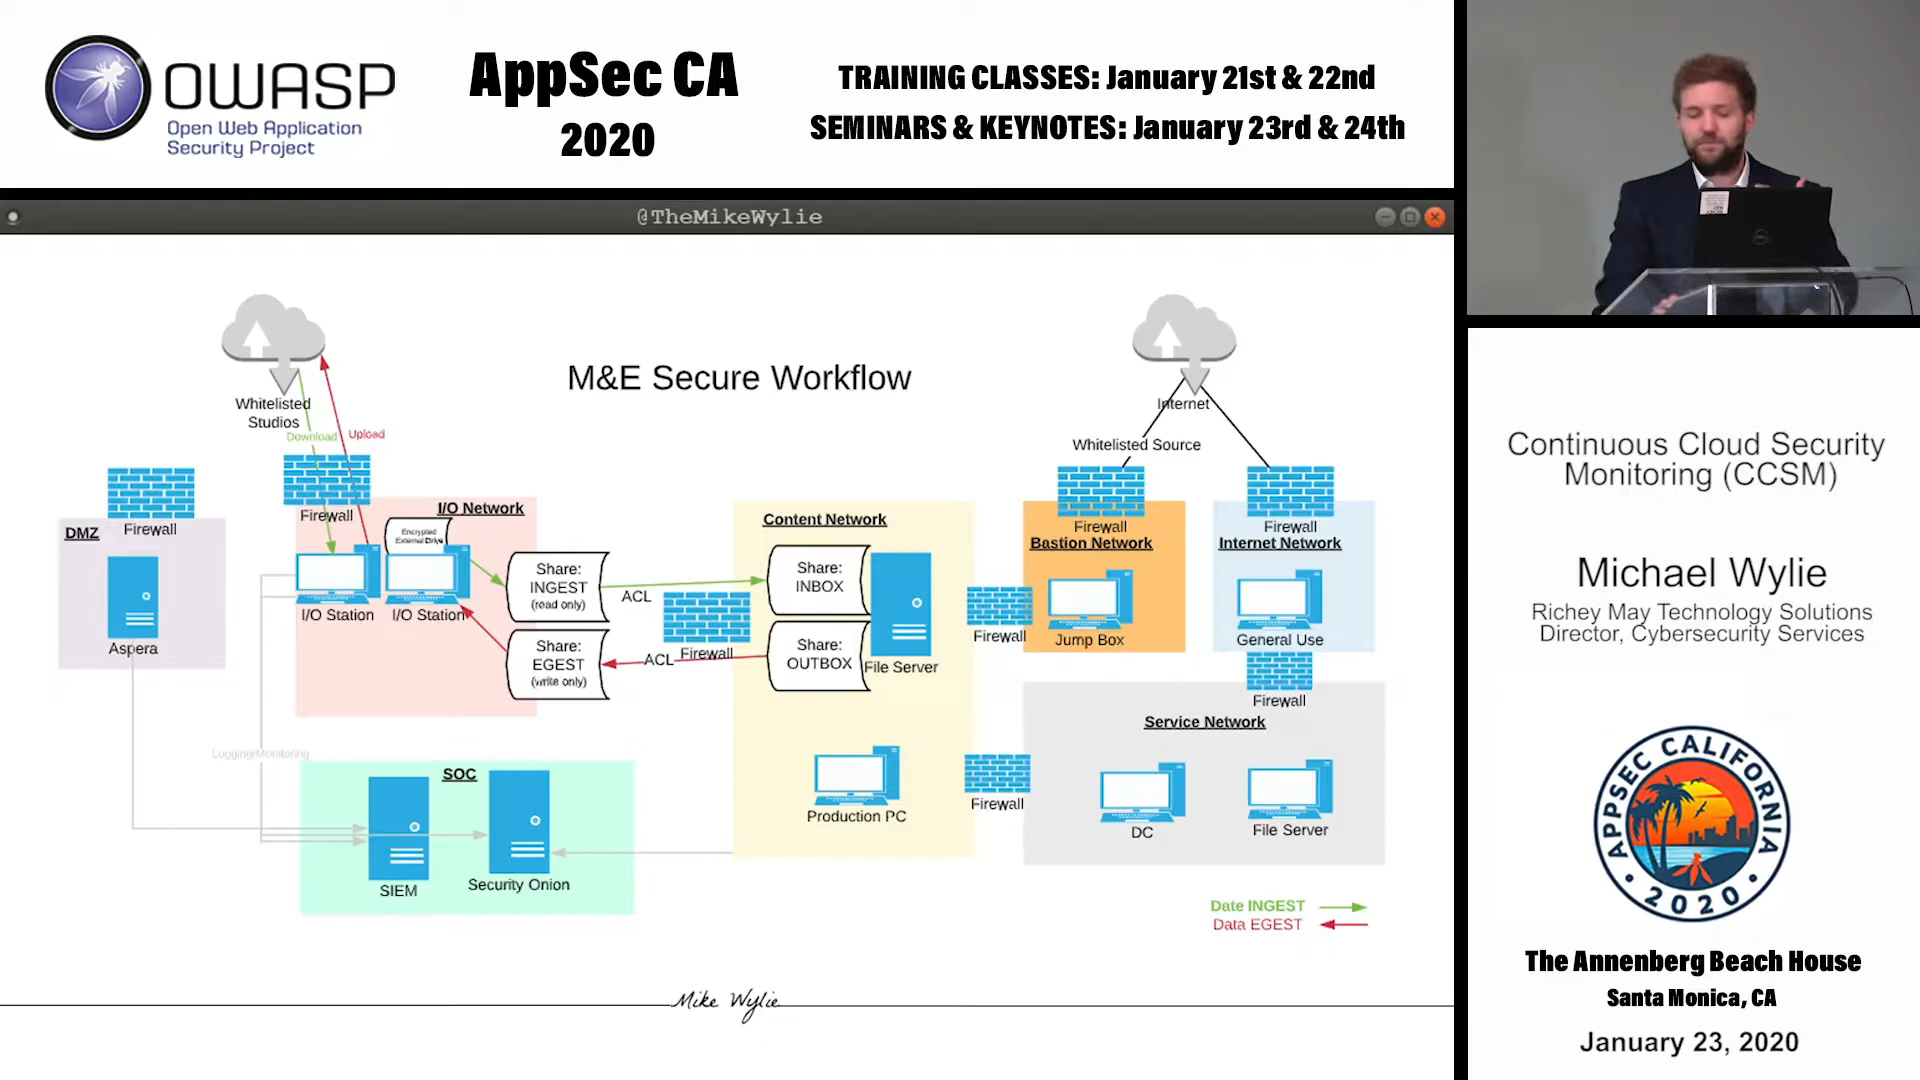 OWASP
Open Web Application
Security Project
AppSec CA
2020
TRAINING CLASSES: January 21st & 22nd
SEMINARS & KEYNOTES: January 23rd & 24th
@TheMikeWylie
M&E Secure Workflow
Whitelisted
Studios
Download
Upload
Internet
Whitelisted Source
Firewall
DMZ
Aspera
Firewall
I/O Network
Encrypted
External Drive
I/O Station
I/O Station
Share:
INGEST
(read only)
Share:
EGEST
(write only)
ACL
ACL
Firewall
Content Network
Share:
INBOX
Share:
OUTBOX
File Server
Production PC
Firewall
Bastion Network
Jump Box
Firewall
Firewall
Internet Network
General Use
Firewall
Service Network
DC
File Server
Firewall
Logging/Monitoring
SOC
SIEM
Security Onion
Date INGEST
Data EGEST
Mike Wylie
Continuous Cloud Security
Monitoring (CCSM)
Michael Wylie
Richey May Technology Solutions
Director, Cybersecurity Services
APPSEC CALIFORNIA
• 2020 •
The Annenberg Beach House
Santa Monica, CA
January 23, 2020